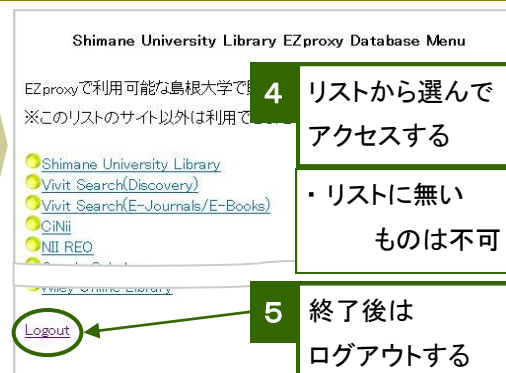 Shimane University Library EZproxy Database Menu
EZproxyで利用可能な島根大学で
※このリストのサイト以外は利用で
4 リストから選んで
アクセスする
Shimane University Library
Vivit Search(Discovery)
Vivit Search(E-Journals/E-Books)
CiNii
NII REO
・リストに無い
ものは不可
Wiley Online Library
Logout
5 終了後は
ログアウトする